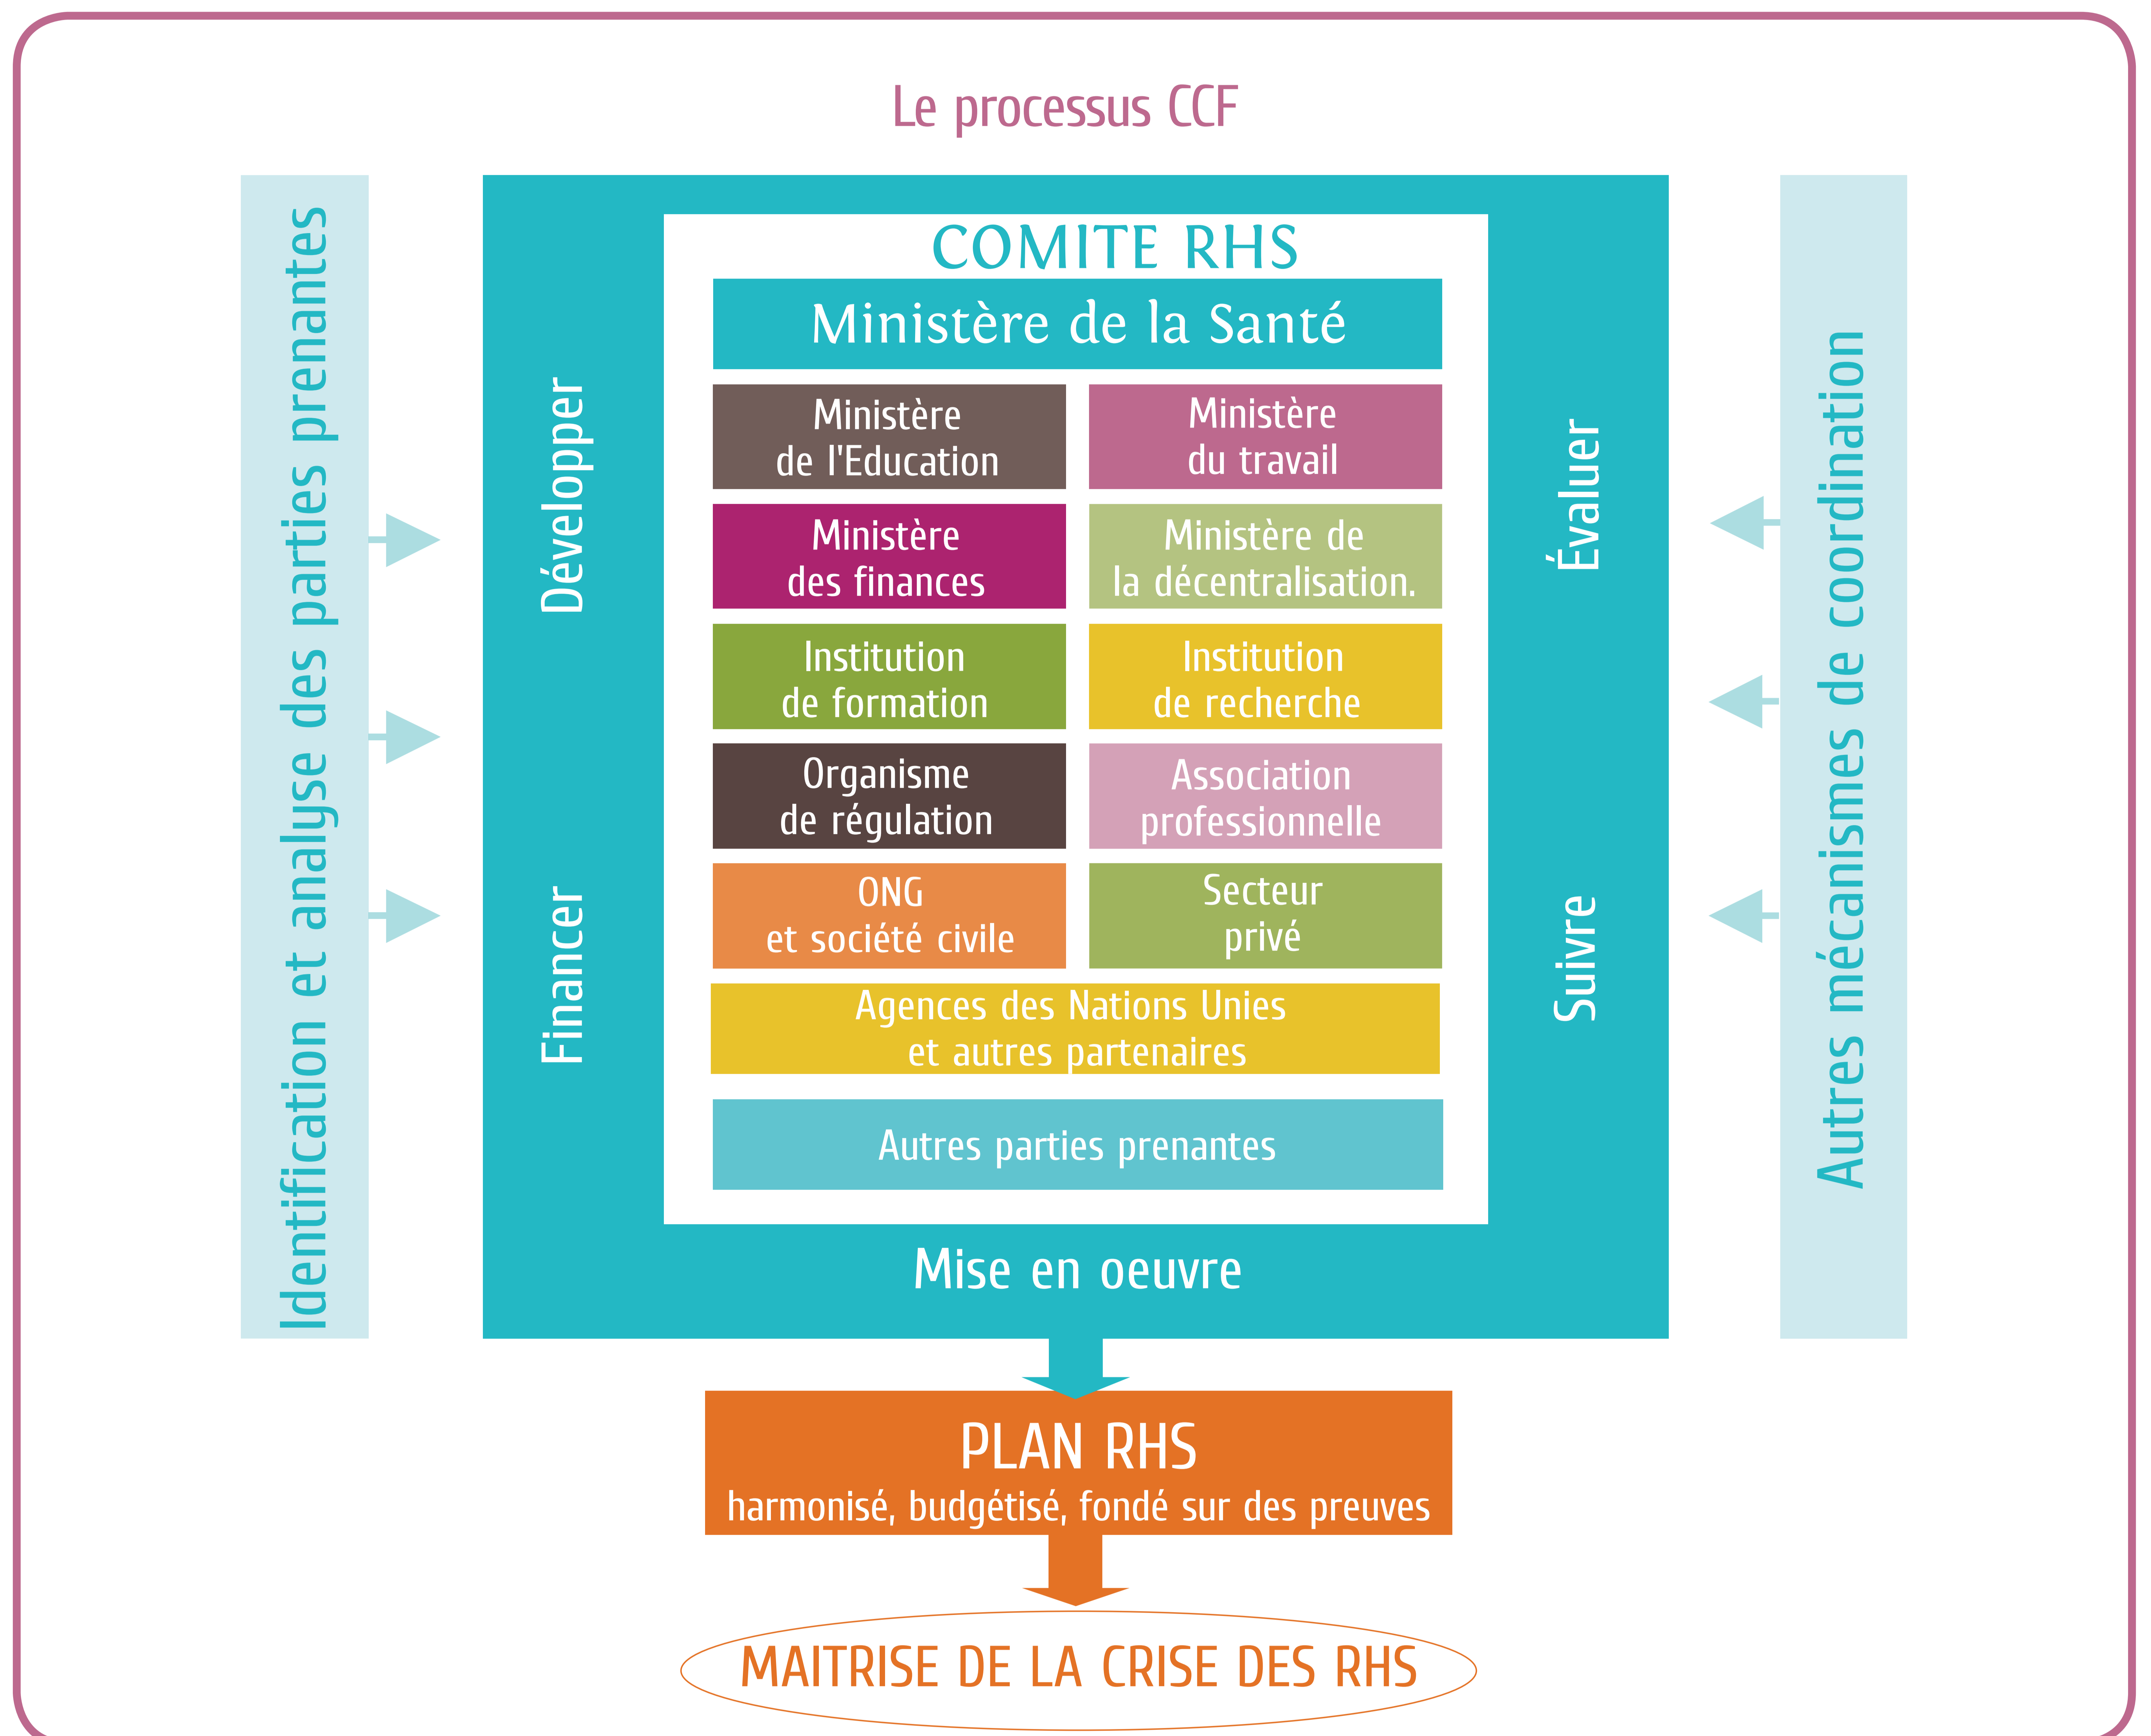 Le processus CCF
Identification et analyse des parties prenantes
Développer
Financer
COMITE RHS
Ministère de la Santé
Ministère
de l'Education
Ministère
du travail
Ministère
des finances
Ministère de
la décentralisation.
Institution
de formation
Institution
de recherche
Organisme
de régulation
Association
professionnelle
ONG
et société civile
Secteur
privé
Agences des Nations Unies
et autres partenaires
Autres parties prenantes
Évaluer
Suivre
Autres mécanismes de coordination
Mise en oeuvre
PLAN RHS
harmonisé, budgétisé, fondé sur des preuves
MAITRISE DE LA CRISE DES RHS